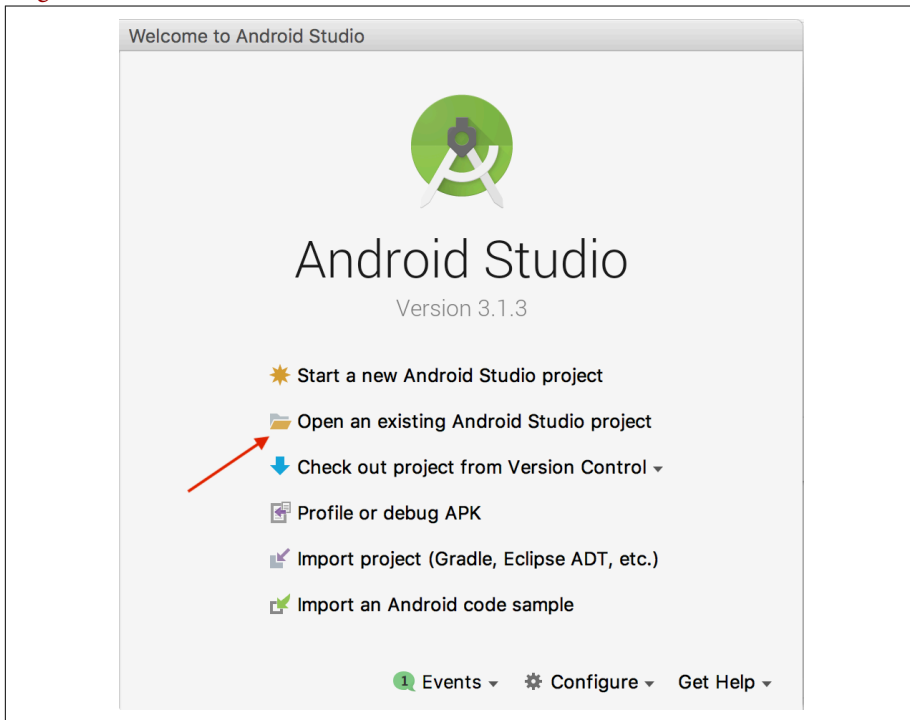 Welcome to Android Studio
Android Studio
Version 3.1.3
Start a new Android Studio project
Open an existing Android Studio project
Check out project from Version Control
Profile or debug APK
Import project (Gradle, Eclipse ADT, etc.)
Import an Android code sample
1 Events Configure Get Help